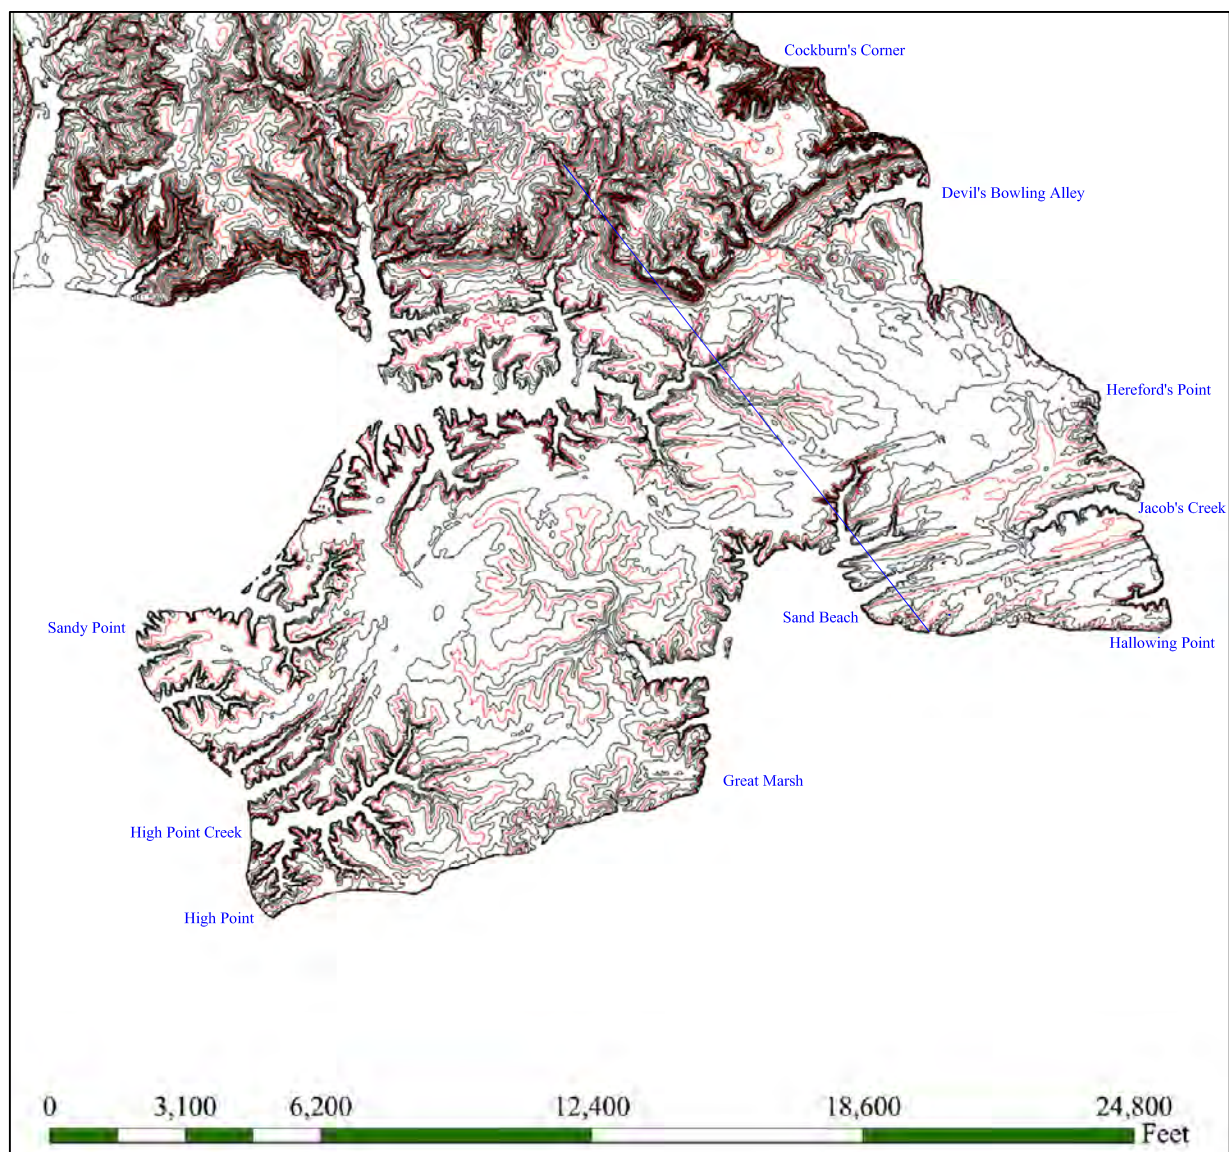 Cockburn's Corner
Devil's Bowling Alley
Hereford's Point
Jacob's Creek
Sand Beach
Sandy Point
Hallowing Point
Great Marsh
High Point Creek
High Point
0 3,100 6,200 12,400 18,600 24,800
Feet